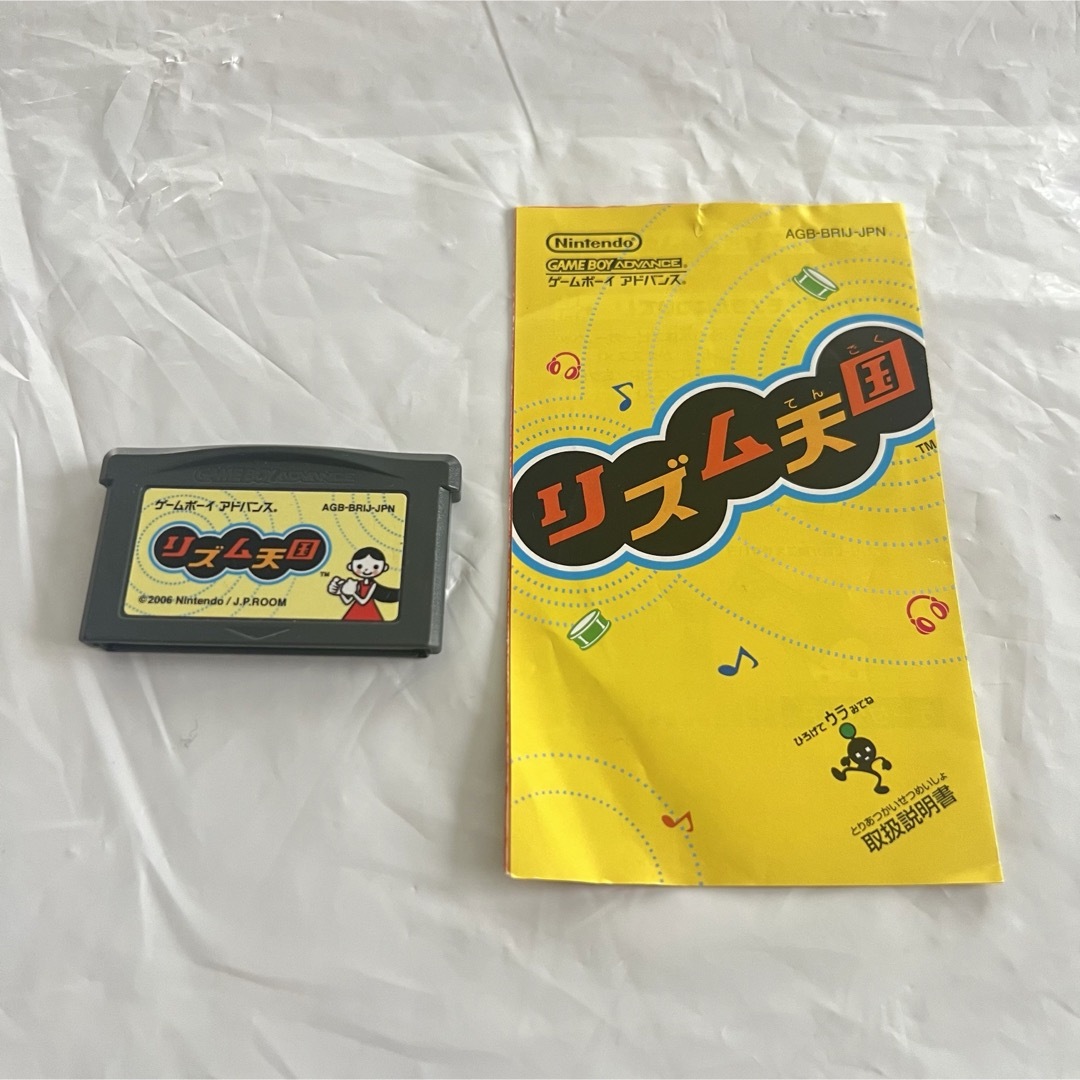 ゲームボーイ アドバンス®
AGB-BRIJ-JPN
リズム天国
TM
©2006 Nintendo / J.P.ROOM
Nintendo
AGB-BRIJ-JPN
GAME BOY ADVANCE®
ゲームボーイ アドバンス®
てん ごく
リズム天国
TM
ひろげて ウラ みてね
とりあつかいせつめいしょ
取扱説明書